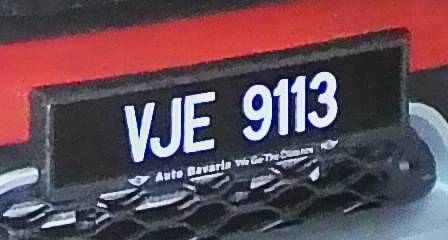 VJE 9113
Auto Bavaria We Go The Distance